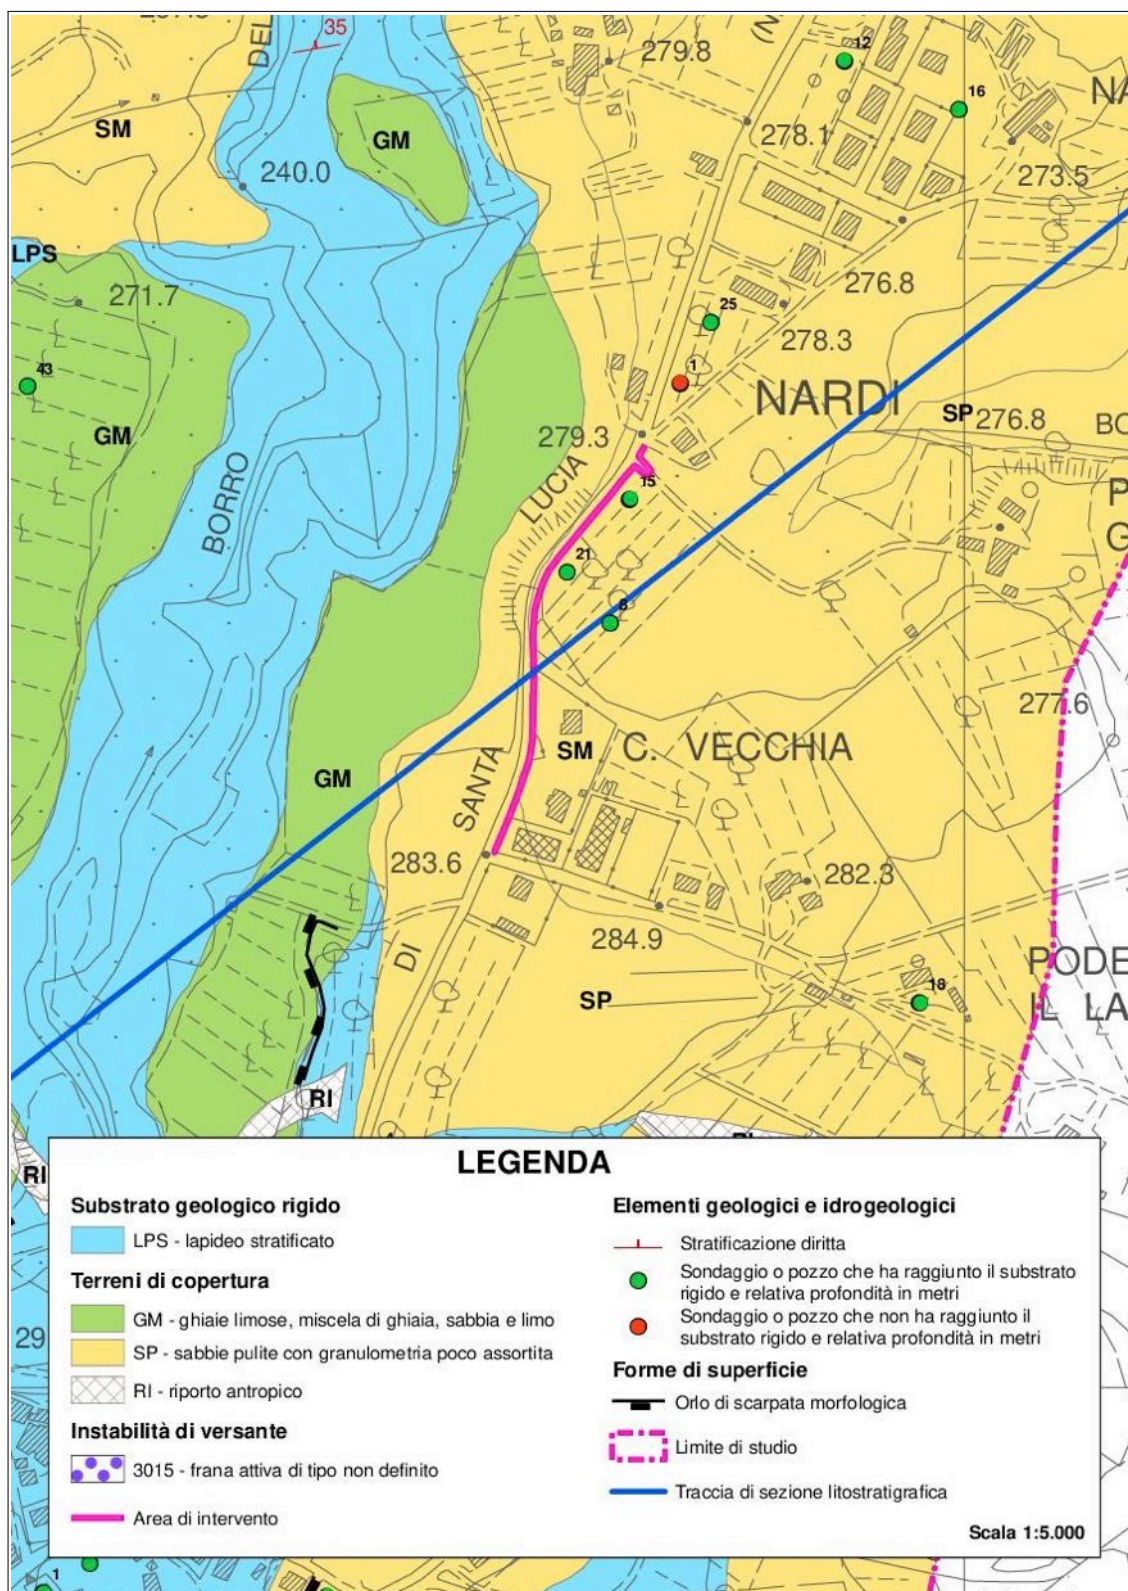 35
DEL
279.8
12
16
NA
SM
GM
278.1
240.0
273.5
LPS
271.7
276.8
25
278.3
43
1
NARDI
GM
SP
276.8
BO
279.3
BORRO
LUCIA
15
P
G
21
8
277.6
SANTA
SM
C. VECCHIA
GM
283.6
282.3
284.9
DI
PODE
SP
18
IL LA
RI
RI
LEGENDA
Substrato geologico rigido
LPS - lapideo stratificato
Terreni di copertura
GM - ghiaie limose, miscela di ghiaia, sabbia e limo
SP - sabbie pulite con granulometria poco assortita
RI - riporto antropico
Instabilità di versante
3015 - frana attiva di tipo non definito
Area di intervento
Elementi geologici e idrogeologici
Stratificazione diritta
Sondaggio o pozzo che ha raggiunto il substrato
rigido e relativa profondità in metri
Sondaggio o pozzo che non ha raggiunto il
substrato rigido e relativa profondità in metri
Forme di superficie
Orlo di scarpata morfologica
Limite di studio
Traccia di sezione litostratigrafica
Scala 1:5.000
29
1